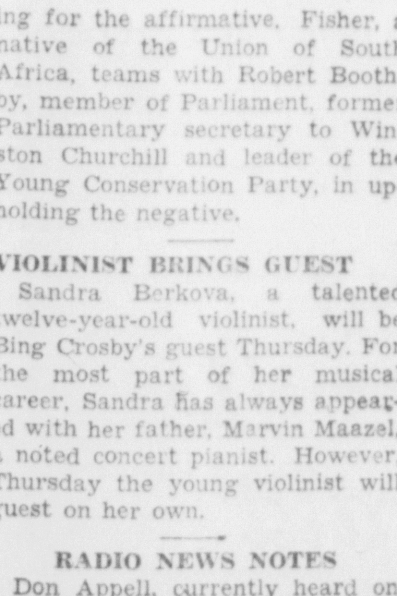 ing for the affirmative. Fisher, a
native of the Union of South
Africa, teams with Robert Booth-
by, member of Parliament, former
Parliamentary secretary to Win-
ston Churchill and leader of the
Young Conservation Party, in up-
holding the negative.
VIOLINIST BRINGS GUEST
Sandra Berkova, a talented
twelve-year-old violinist, will be
Bing Crosby's guest Thursday. For
the most part of her musical
career, Sandra has always appear-
ed with her father, Marvin Maazel,
a noted concert pianist. However,
Thursday the young violinist will
guest on her own.
RADIO NEWS NOTES
Don Appell, currently heard on